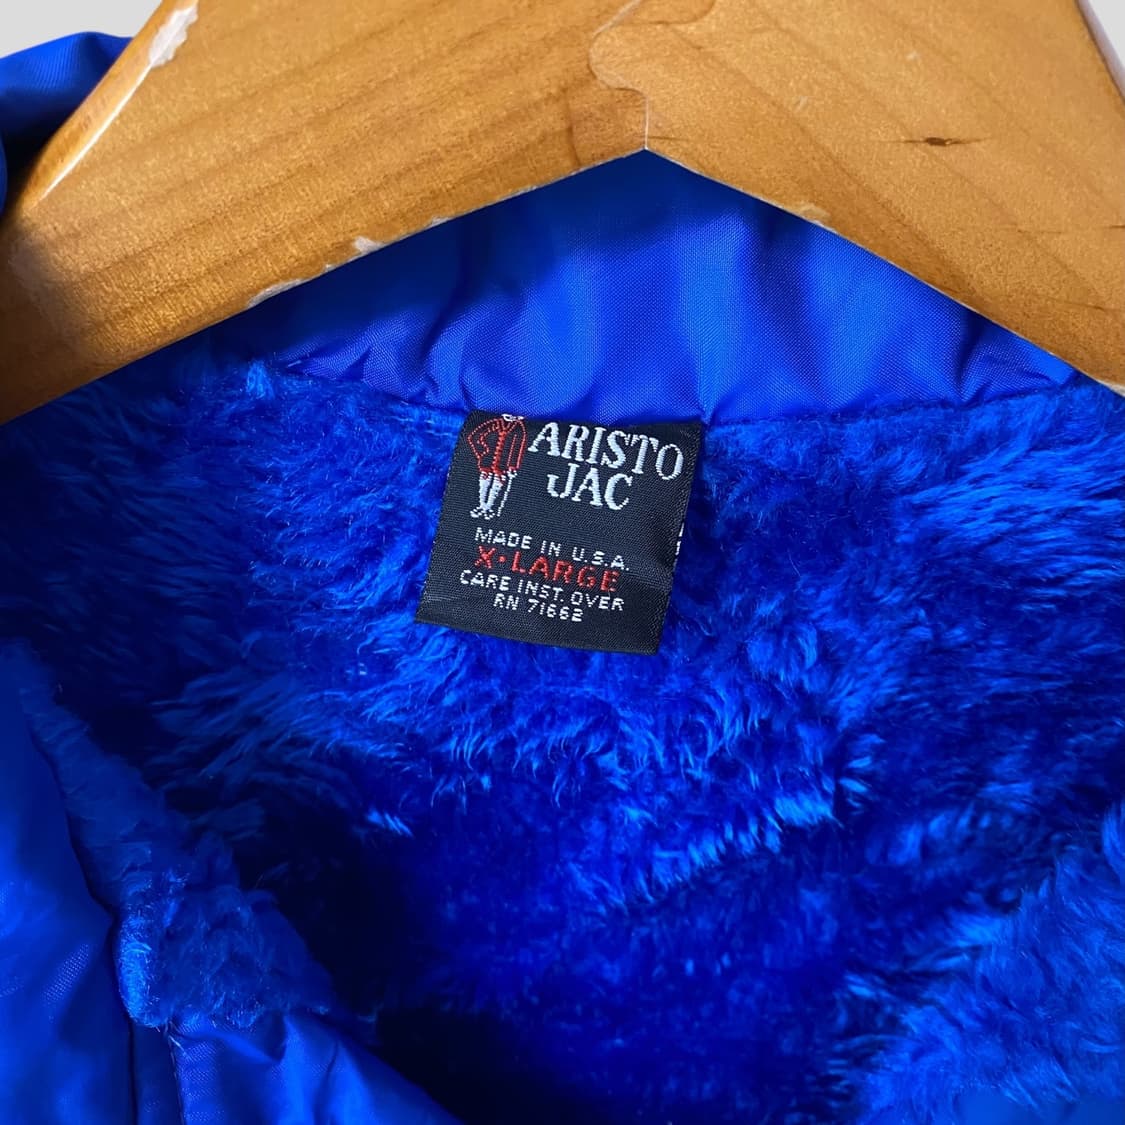 ARISTO
JAC
MADE IN U.S.A.
X-LARGE
CARE INST. OVER
RN 71662